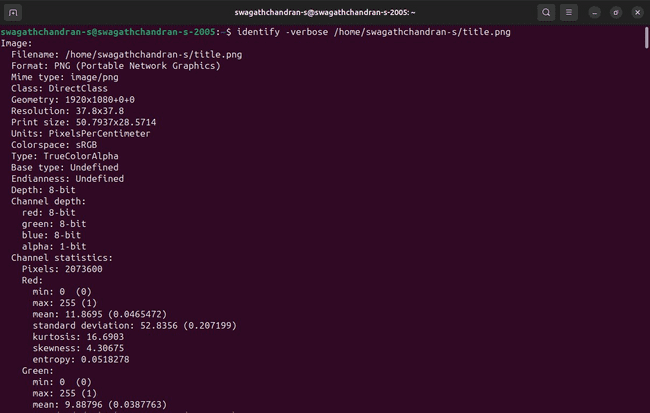 swagathchandran-s@swagathchandran-s-2005: ~
swagathchandran-s@swagathchandran-s-2005:~$ identify -verbose /home/swagathchandran-s/title.png
Image:
  Filename: /home/swagathchandran-s/title.png
  Format: PNG (Portable Network Graphics)
  Mime type: image/png
  Class: DirectClass
  Geometry: 1920x1080+0+0
  Resolution: 37.8x37.8
  Print size: 50.7937x28.5714
  Units: PixelsPerCentimeter
  Colorspace: sRGB
  Type: TrueColorAlpha
  Base type: Undefined
  Endianness: Undefined
  Depth: 8-bit
  Channel depth:
    red: 8-bit
    green: 8-bit
    blue: 8-bit
    alpha: 1-bit
  Channel statistics:
    Pixels: 2073600
    Red:
      min: 0  (0)
      max: 255 (1)
      mean: 11.8695 (0.0465472)
      standard deviation: 52.8356 (0.207199)
      kurtosis: 16.6903
      skewness: 4.30675
      entropy: 0.0518278
    Green:
      min: 0  (0)
      max: 255 (1)
      mean: 9.88796 (0.0387763)